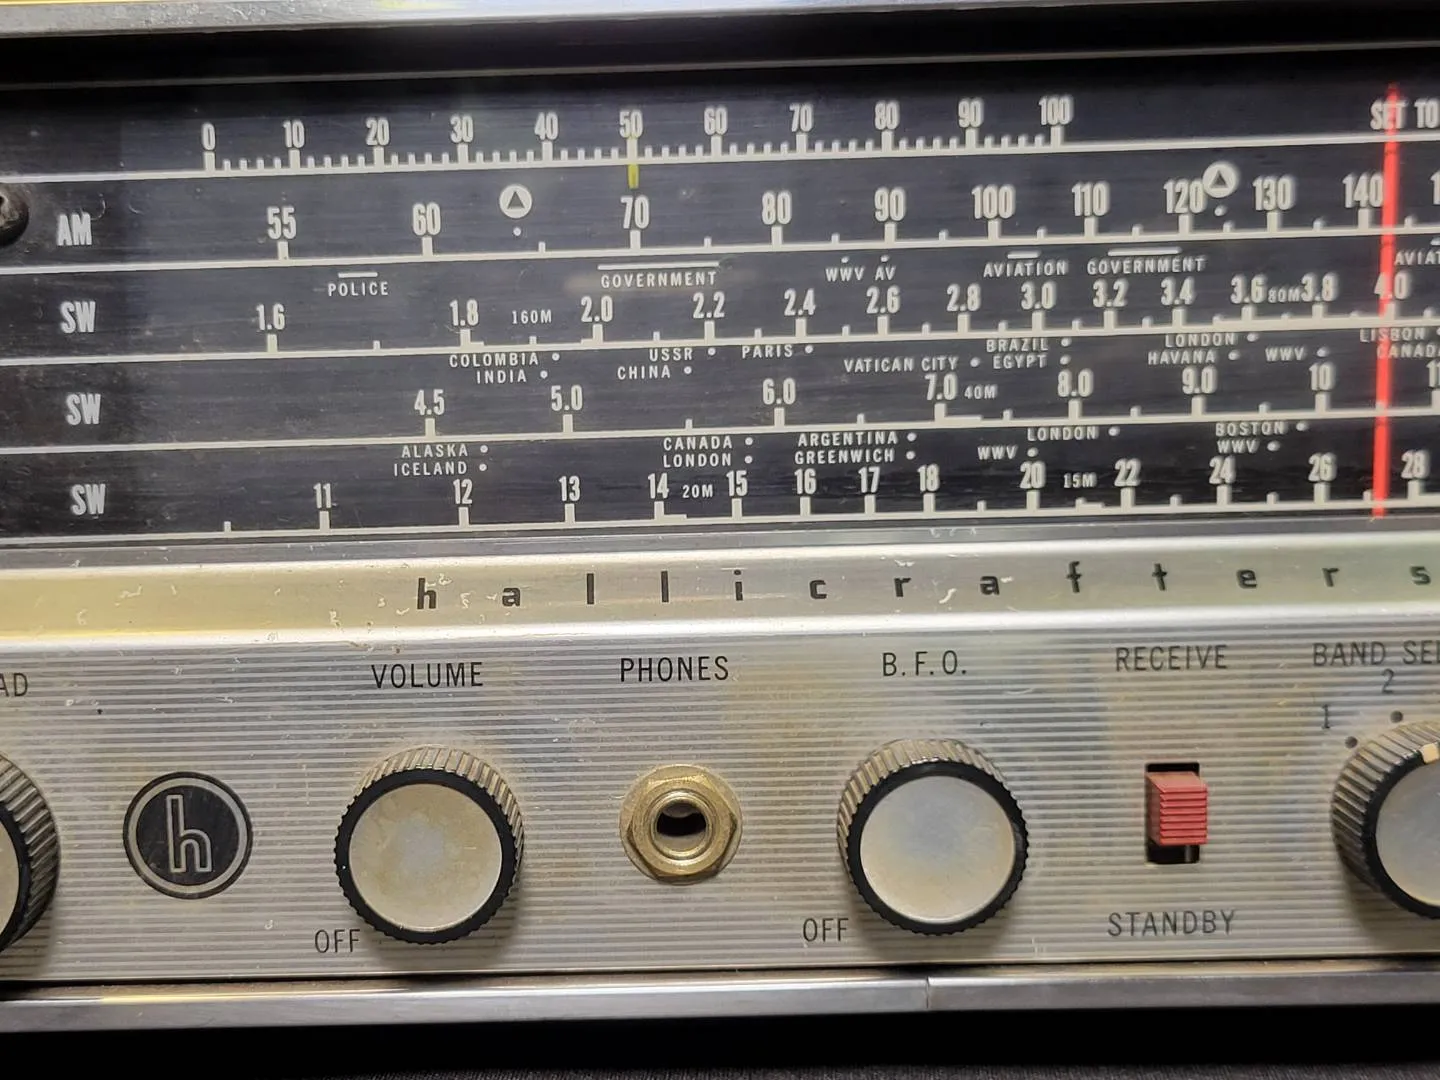 0 10 20 30 40 50 60 70 80 90 100 SET TO
AM 55 60 70 80 90 100 110 120 130 140
POLICE GOVERNMENT WWV AV AVIATION GOVERNMENT
SW 1.6 1.8 160M 2.0 2.2 2.4 2.6 2.8 3.0 3.2 3.4 3.6 80M 3.8 4.0
COLOMBIA USSR PARIS BRAZIL LONDON LISBON
INDIA CHINA VATICAN CITY EGYPT HAVANA WWV CANADA
SW 4.5 5.0 6.0 7.0 40M 8.0 9.0 10 11
ALASKA CANADA ARGENTINA LONDON BOSTON
ICELAND LONDON GREENWICH WWV WWV
SW 11 12 13 14 20M 15 16 17 18 20 15M 22 24 26 28
hallicrafters
VOLUME PHONES B.F.O. RECEIVE BAND SEL
2
1
h
OFF OFF STANDBY